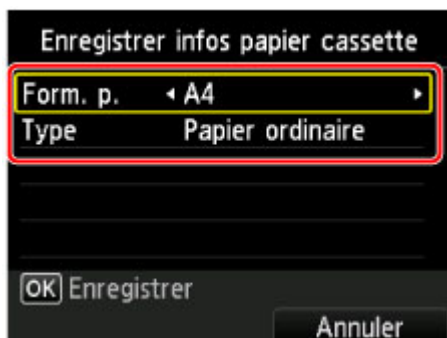 Enregistrer infos papier cassette
Form. p. A4
Type Papier ordinaire
OK Enregistrer
Annuler